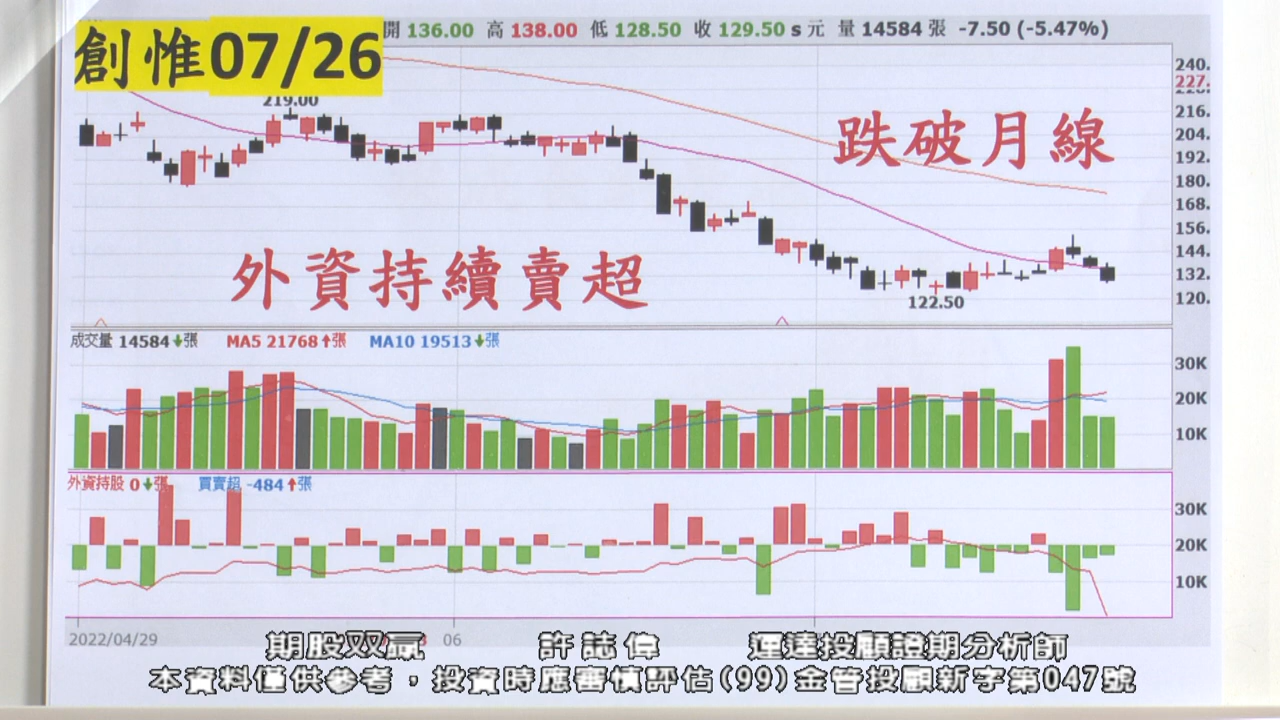 創惟07/26
開 136.00 高 138.00 低 128.50 收 129.50 s 元 量 14584 張 -7.50 (-5.47%)
240.
227.
219.00
216.
跌破月線
204.
192.
180.
168.
156.
外資持續賣超
144.
132.
122.50
120.
成交量 14584↓張 MA5 21768↑張 MA10 19513↓張
30K
20K
10K
外資持股 0↓張 買賣超 -484↑張
30K
20K
10K
2022/04/29 06
期股双贏 許誌偉 運達投顧證期分析師
本資料僅供參考，投資時應審慎評估(99)金管投顧新字第047號